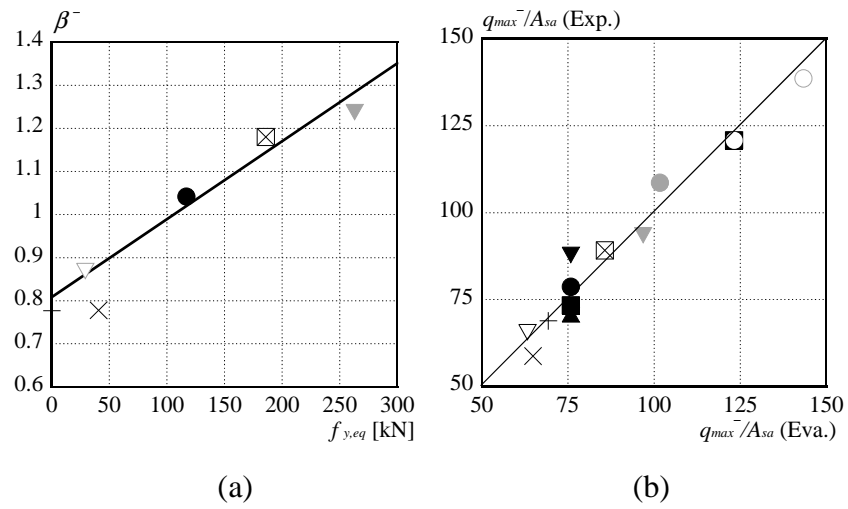 β⁻
1.4
1.3
1.2
1.1
1
0.9
0.8
0.7
0.6
0 50 100 150 200 250 300
f y,eq [kN]
(a)
qmax⁻/Asa (Exp.)
150
125
100
75
50
50 75 100 125 150
qmax⁻/Asa (Eva.)
(b)